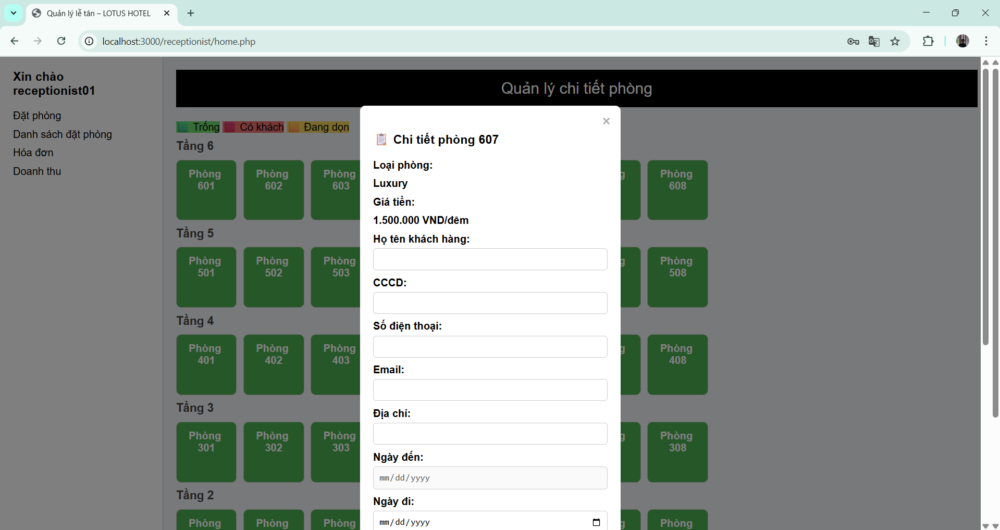 Quản lý lễ tân – LOTUS HOTEL
localhost:3000/receptionist/home.php
Xin chào
receptionist01
Đặt phòng
Danh sách đặt phòng
Hóa đơn
Doanh thu
Quản lý chi tiết phòng
Trống Có khách Đang dọn
Tầng 6
Phòng 601
Phòng 602
Phòng 603
g
Phòng 608
Tầng 5
Phòng 501
Phòng 502
Phòng 503
g
Phòng 508
Tầng 4
Phòng 401
Phòng 402
Phòng 403
g
Phòng 408
Tầng 3
Phòng 301
Phòng 302
Phòng 303
g
Phòng 308
Tầng 2
Phòng
Phòng
Phòng
g
Phòng
×
Chi tiết phòng 607
Loại phòng:
Luxury
Giá tiền:
1.500.000 VND/đêm
Họ tên khách hàng:
CCCD:
Số điện thoại:
Email:
Địa chỉ:
Ngày đến:
mm/dd/yyyy
Ngày đi:
mm/dd/yyyy